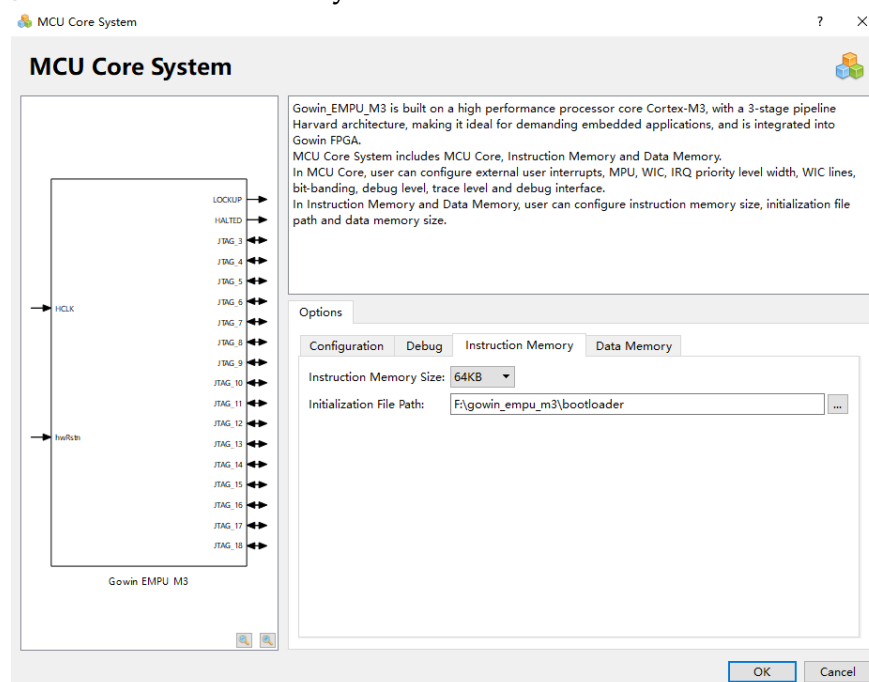 MCU Core System
?
MCU Core System
Gowin_EMPU_M3 is built on a high performance processor core Cortex-M3, with a 3-stage pipeline
Harvard architecture, making it ideal for demanding embedded applications, and is integrated into
Gowin FPGA.
MCU Core System includes MCU Core, Instruction Memory and Data Memory.
In MCU Core, user can configure external user interrupts, MPU, WIC, IRQ priority level width, WIC lines,
bit-banding, debug level, trace level and debug interface.
In Instruction Memory and Data Memory, user can configure instruction memory size, initialization file
path and data memory size.
LOCKUP
HALTED
JTAG_3
JTAG_4
JTAG_5
JTAG_6
HCLK
JTAG_7
JTAG_8
JTAG_9
JTAG_10
JTAG_11
JTAG_12
hwRstn
JTAG_13
JTAG_14
JTAG_15
JTAG_16
JTAG_17
JTAG_18
Gowin EMPU M3
Options
Configuration Debug Instruction Memory Data Memory
Instruction Memory Size: 64KB
Initialization File Path: F:\gowin_empu_m3\bootloader ...
OK Cancel